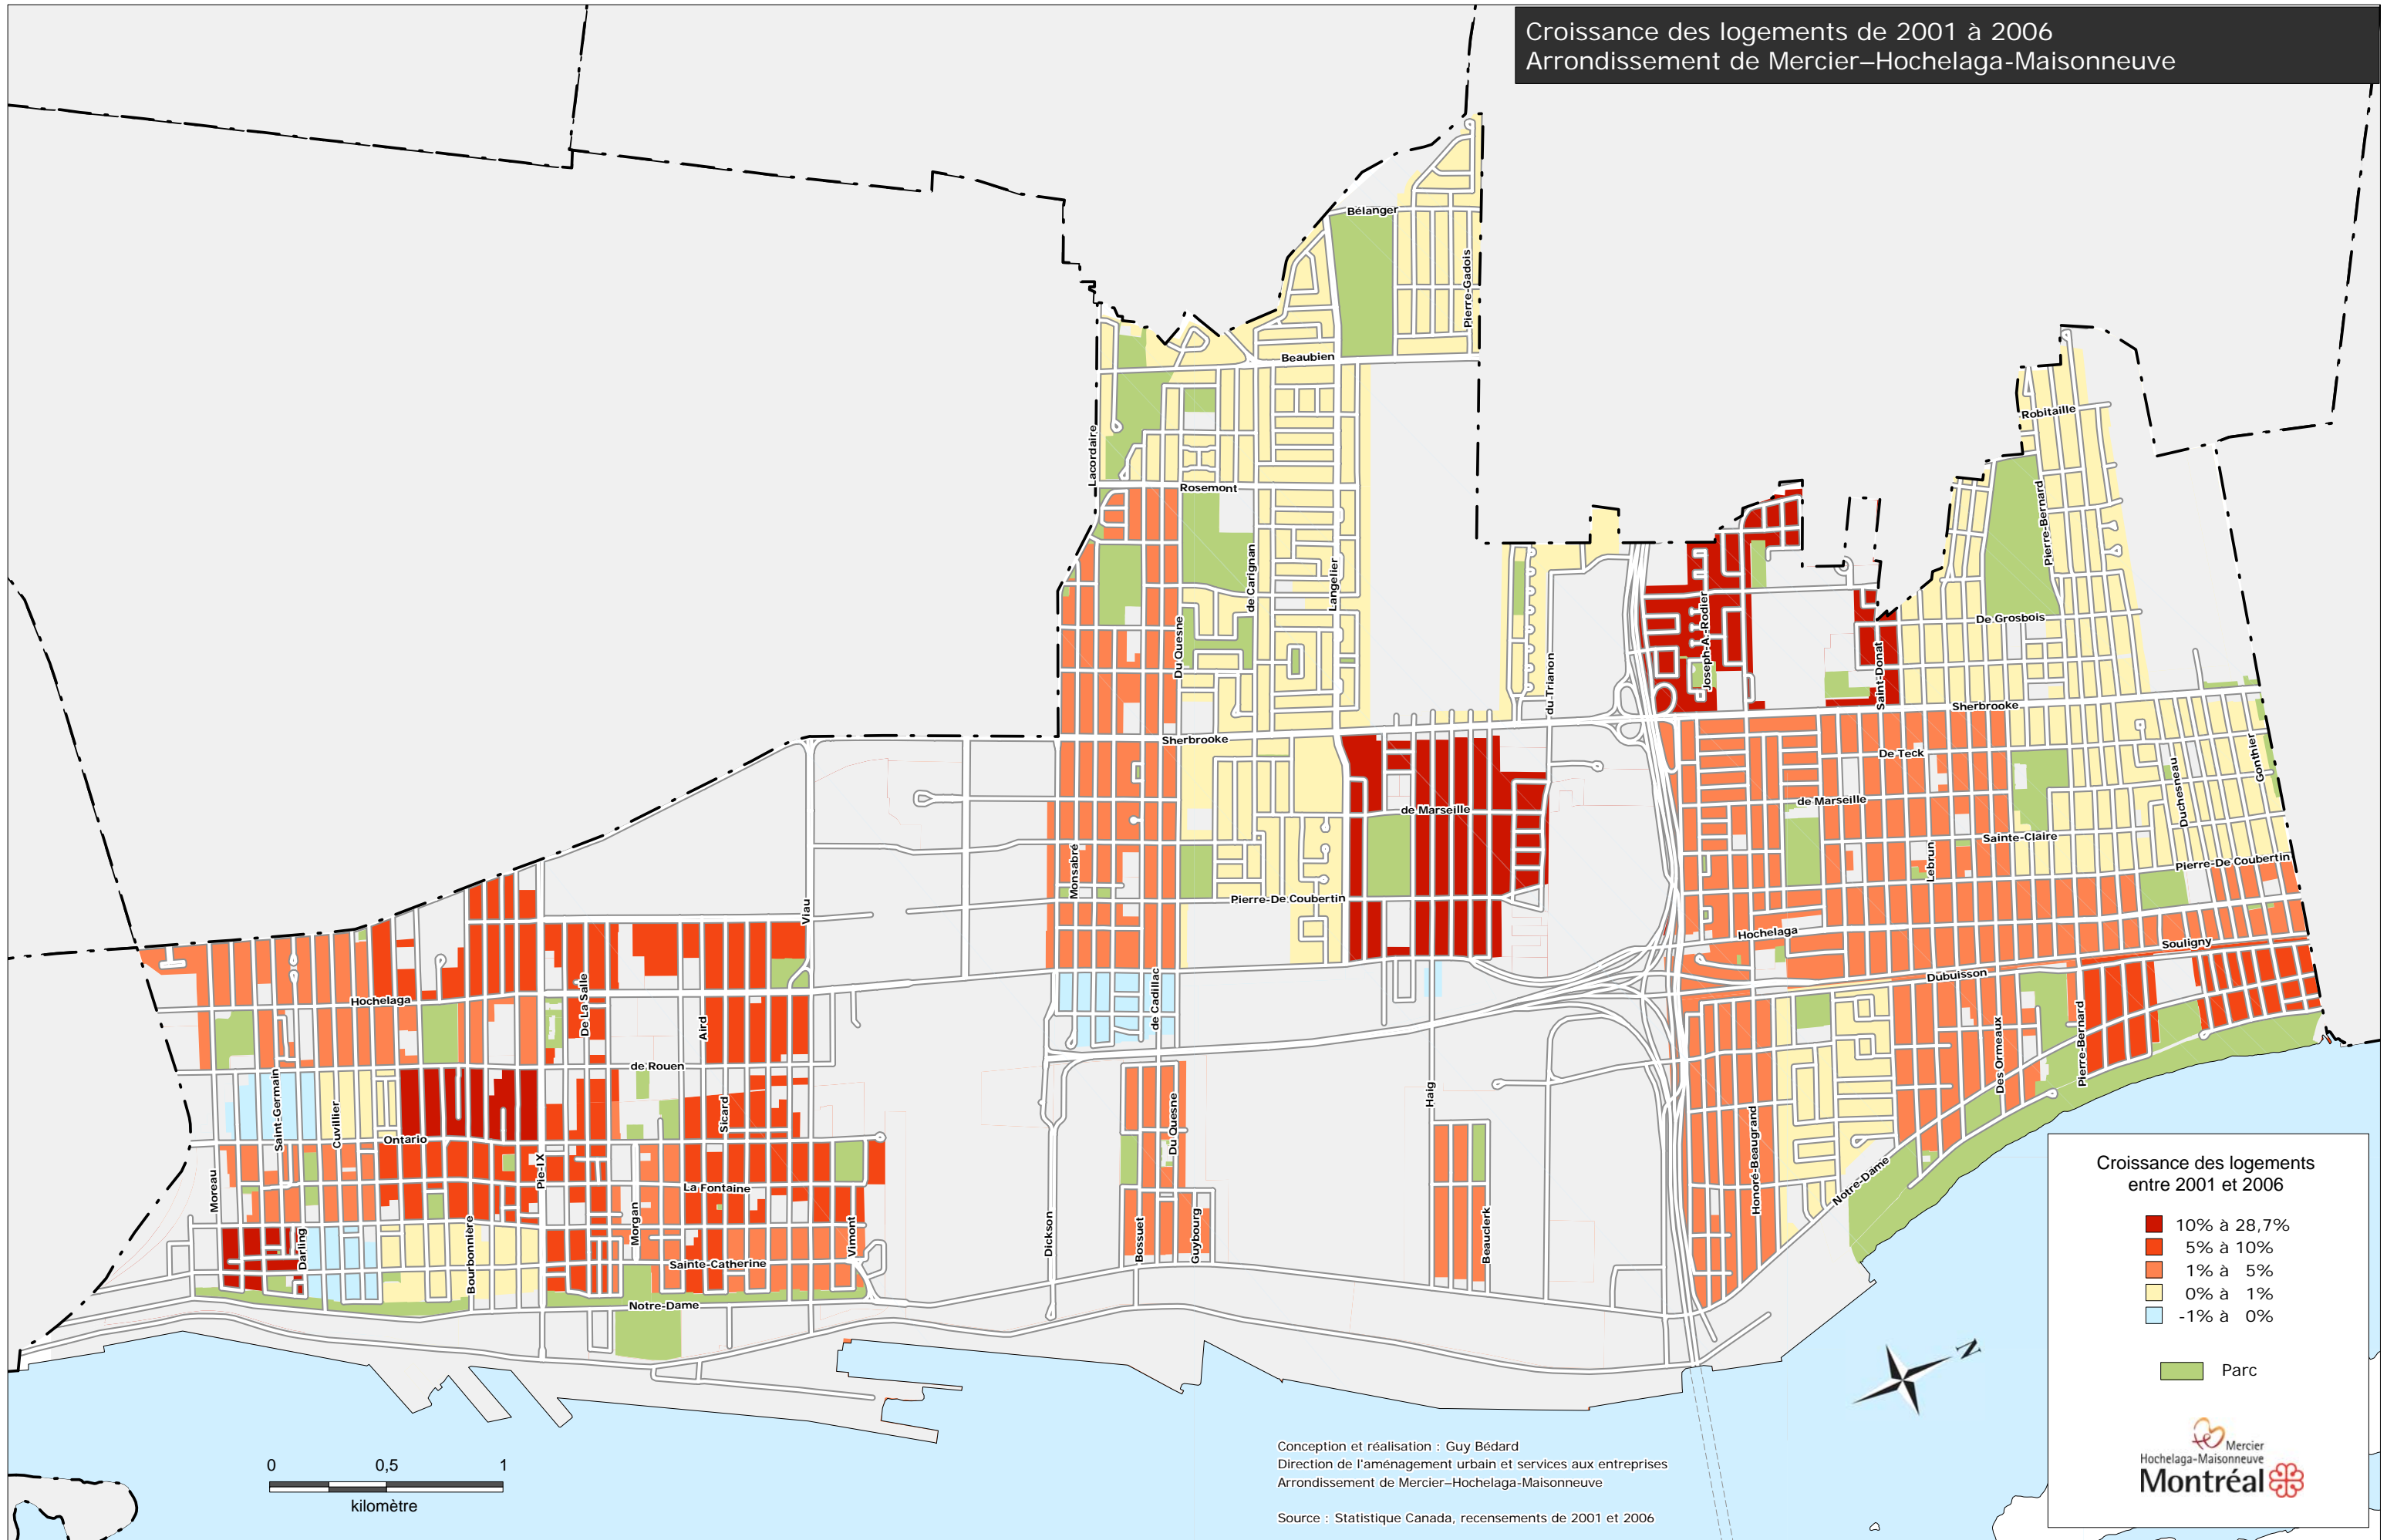 Croissance des logements de 2001 à 2006
Arrondissement de Mercier–Hochelaga-Maisonneuve
Bélanger
Pierre-Gadois
Beaubien
Robitaille
Lacordaire
Rosemont
Pierre-Bernard
de Carignan
Langelier
Du Quesne
Joseph-A.-Rodier
De Grosbois
du Trianon
Saint-Donat
Sherbrooke
Sherbrooke
De Teck
Gonthier
Duchesneau
de Marseille
de Marseille
Sainte-Claire
Monsabré
Lebrun
Pierre-De Coubertin
Pierre-De Coubertin
Viau
Hochelaga
Souligny
Dubuisson
Hochelaga
De La Salle
de Cadillac
Aird
Pierre-Bernard
Des Ormeaux
de Rouen
Saint-Germain
Cuvillier
Sicard
Haig
Du Quesne
Ontario
Honoré-Beaugrand
Pie-IX
Moreau
La Fontaine
Notre-Dame
Morgan
Vimont
Darling
Bourbonnière
Dickson
Bossuet
Guybourg
Beauclerk
Sainte-Catherine
Notre-Dame
Croissance des logements
entre 2001 et 2006
10% à 28,7%
5% à 10%
1% à 5%
0% à 1%
-1% à 0%
Parc
N
Mercier
Hochelaga-Maisonneuve
Montréal
0 0,5 1
kilomètre
Conception et réalisation : Guy Bédard
Direction de l'aménagement urbain et services aux entreprises
Arrondissement de Mercier–Hochelaga-Maisonneuve
Source : Statistique Canada, recensements de 2001 et 2006